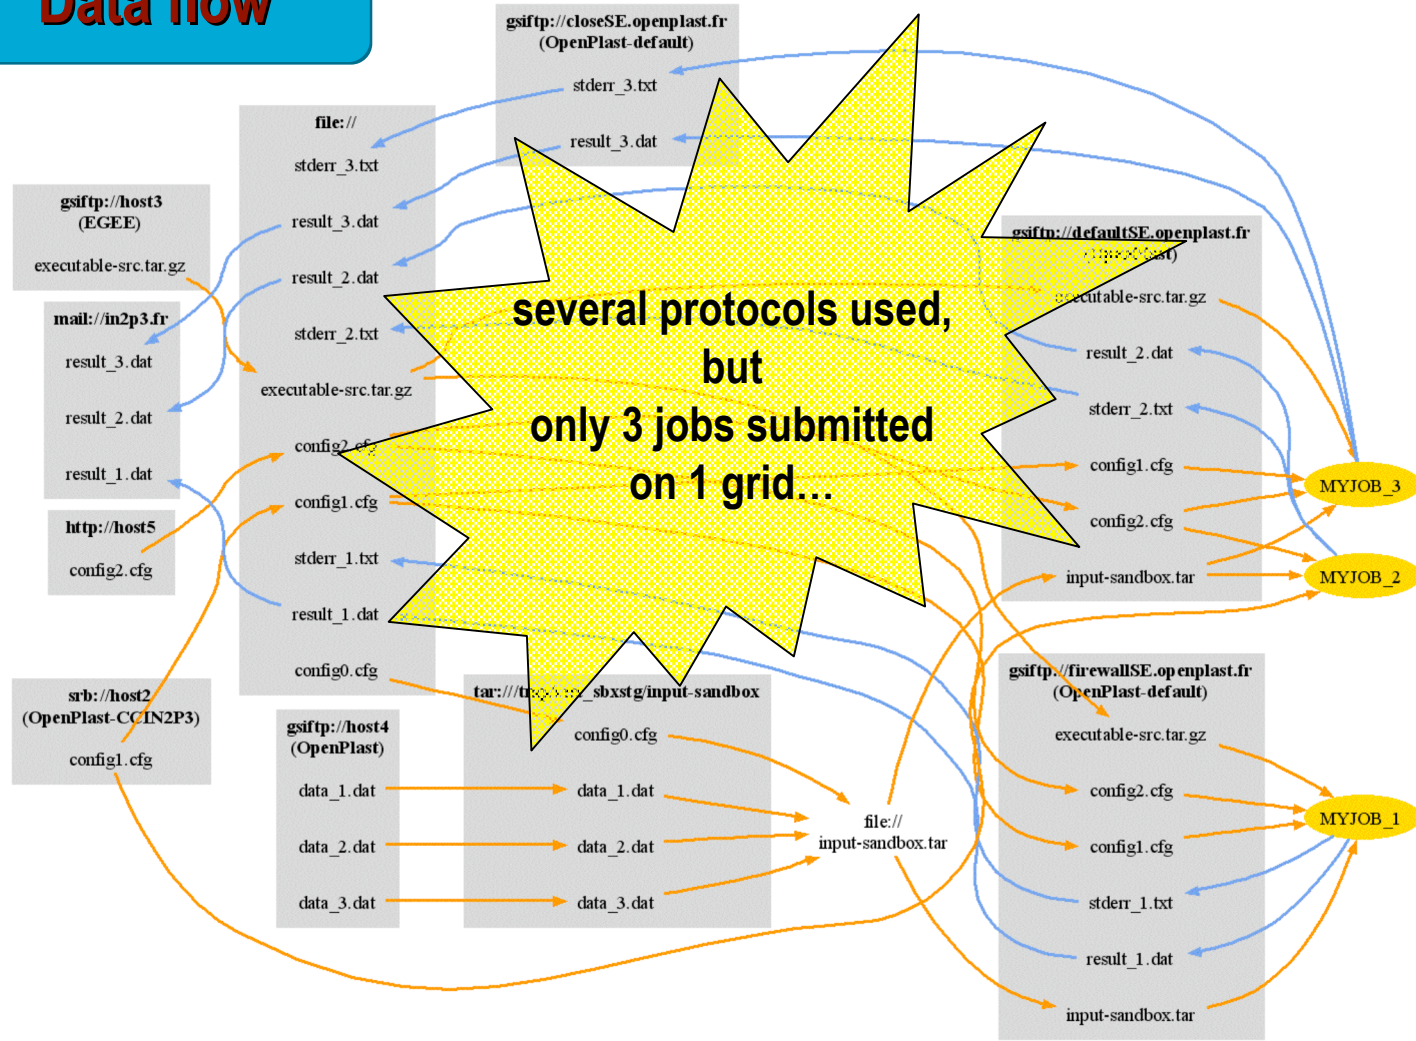 Data flow
gsiftp://closeSE.openplast.fr
(OpenPlast-default)
stderr_3.txt
result_3.dat
file://
stderr_3.txt
result_3.dat
result_2.dat
stderr_2.txt
executable-src.tar.gz
config2.cfg
config1.cfg
stderr_1.txt
result_1.dat
config0.cfg
gsiftp://host3
(EGEE)
executable-src.tar.gz
mail://in2p3.fr
result_3.dat
result_2.dat
result_1.dat
http://host5
config2.cfg
srb://host2
(OpenPlast-CCIN2P3)
config1.cfg
gsiftp://host4
(OpenPlast)
data_1.dat
data_2.dat
data_3.dat
several protocols used,
but
only 3 jobs submitted
on 1 grid...
tar:/// _sbxstg/input-sandbox
config0.cfg
data_1.dat
data_2.dat
data_3.dat
file://
input-sandbox.tar
gsiftp://defaultSE.openplast.fr
executable-src.tar.gz
result_2.dat
stderr_2.txt
config1.cfg
config2.cfg
input-sandbox.tar
MYJOB_3
MYJOB_2
gsiftp://firewallSE.openplast.fr
(OpenPlast-default)
executable-src.tar.gz
config2.cfg
config1.cfg
stderr_1.txt
result_1.dat
input-sandbox.tar
MYJOB_1